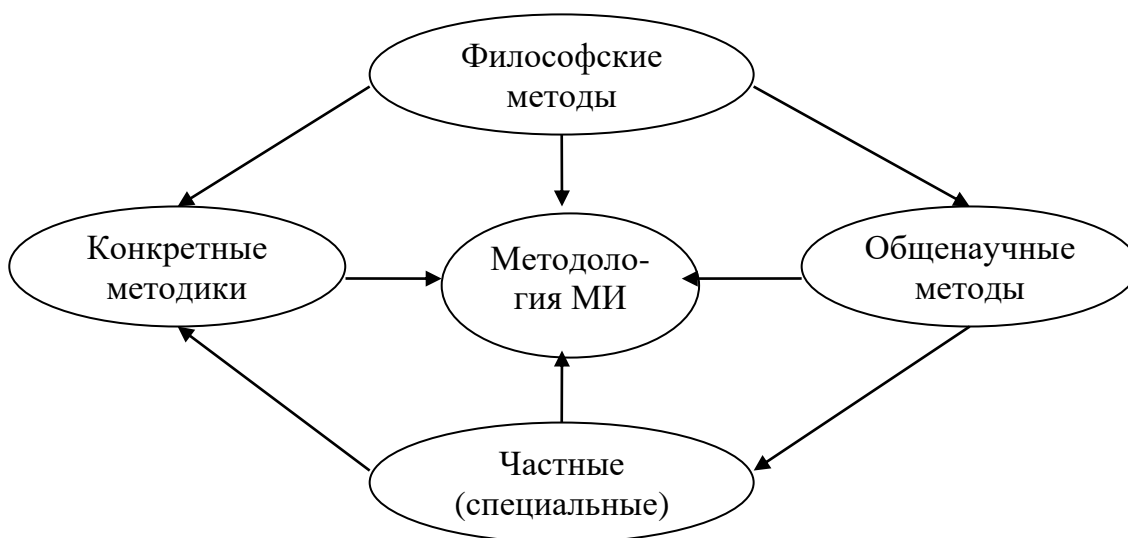 Философские
методы
Конкретные
методики
Методоло-
гия МИ
Общенаучные
методы
Частные
(специальные)